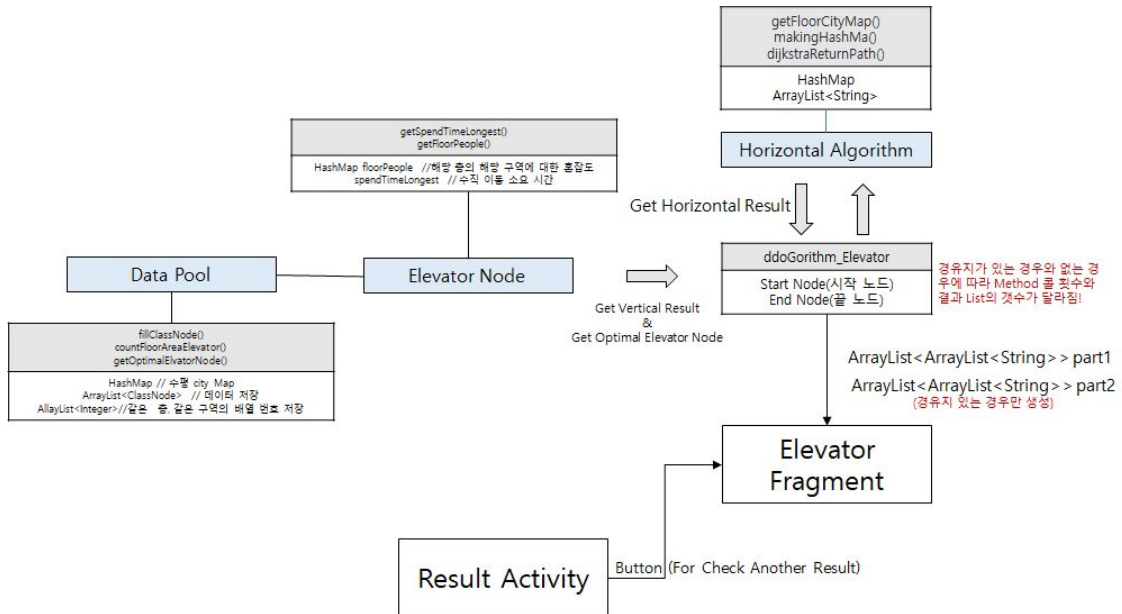 getFloorCityMap()
makingHashMa()
dijkstraReturnPath()
HashMap
ArrayList<String>
Horizontal Algorithm
getSpendTimeLongest()
getFloorPeople()
HashMap floorPeople //해당 층의 해당 구역에 대한 혼잡도
spendTimeLongest // 수직 이동 소요 시간
Get Horizontal Result
Data Pool
Elevator Node
ddoGorithm_Elevator
Start Node(시작 노드)
End Node(끝 노드)
경유지가 있는 경우와 없는 경
우에 따라 Method 콜 횟수와
결과 List의 갯수가 달라짐!
Get Vertical Result
&
Get Optimal Elevator Node
fillClassNode()
countFloorAreaElevator()
getOptimalElvatorNode()
HashMap // 수평 city Map
ArrayList<ClassNode> // 데이터 저장
AllayList<Integer>//같은 층, 같은 구역의 배열 번호 저장
ArrayList<ArrayList<String>> part1
ArrayList<ArrayList<String>> part2
(경유지 있는 경우만 생성)
Elevator
Fragment
Result Activity
Button (For Check Another Result)